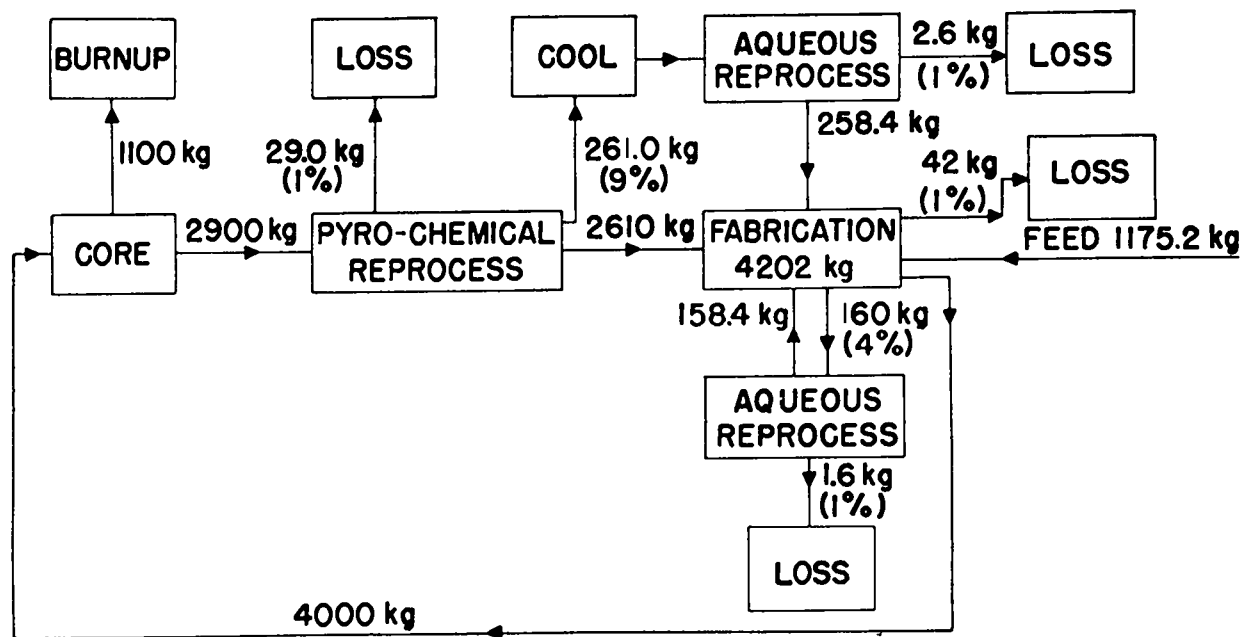 BURNUP
LOSS
COOL
AQUEOUS
REPROCESS
2.6 kg
(1%)
LOSS
1100 kg
29.0 kg
(1%)
261.0 kg
(9%)
258.4 kg
42 kg
(1%)
LOSS
CORE
2900 kg
PYRO-CHEMICAL
REPROCESS
2610 kg
FABRICATION
4202 kg
FEED 1175.2 kg
158.4 kg
160 kg
(4%)
AQUEOUS
REPROCESS
1.6 kg
(1%)
LOSS
4000 kg